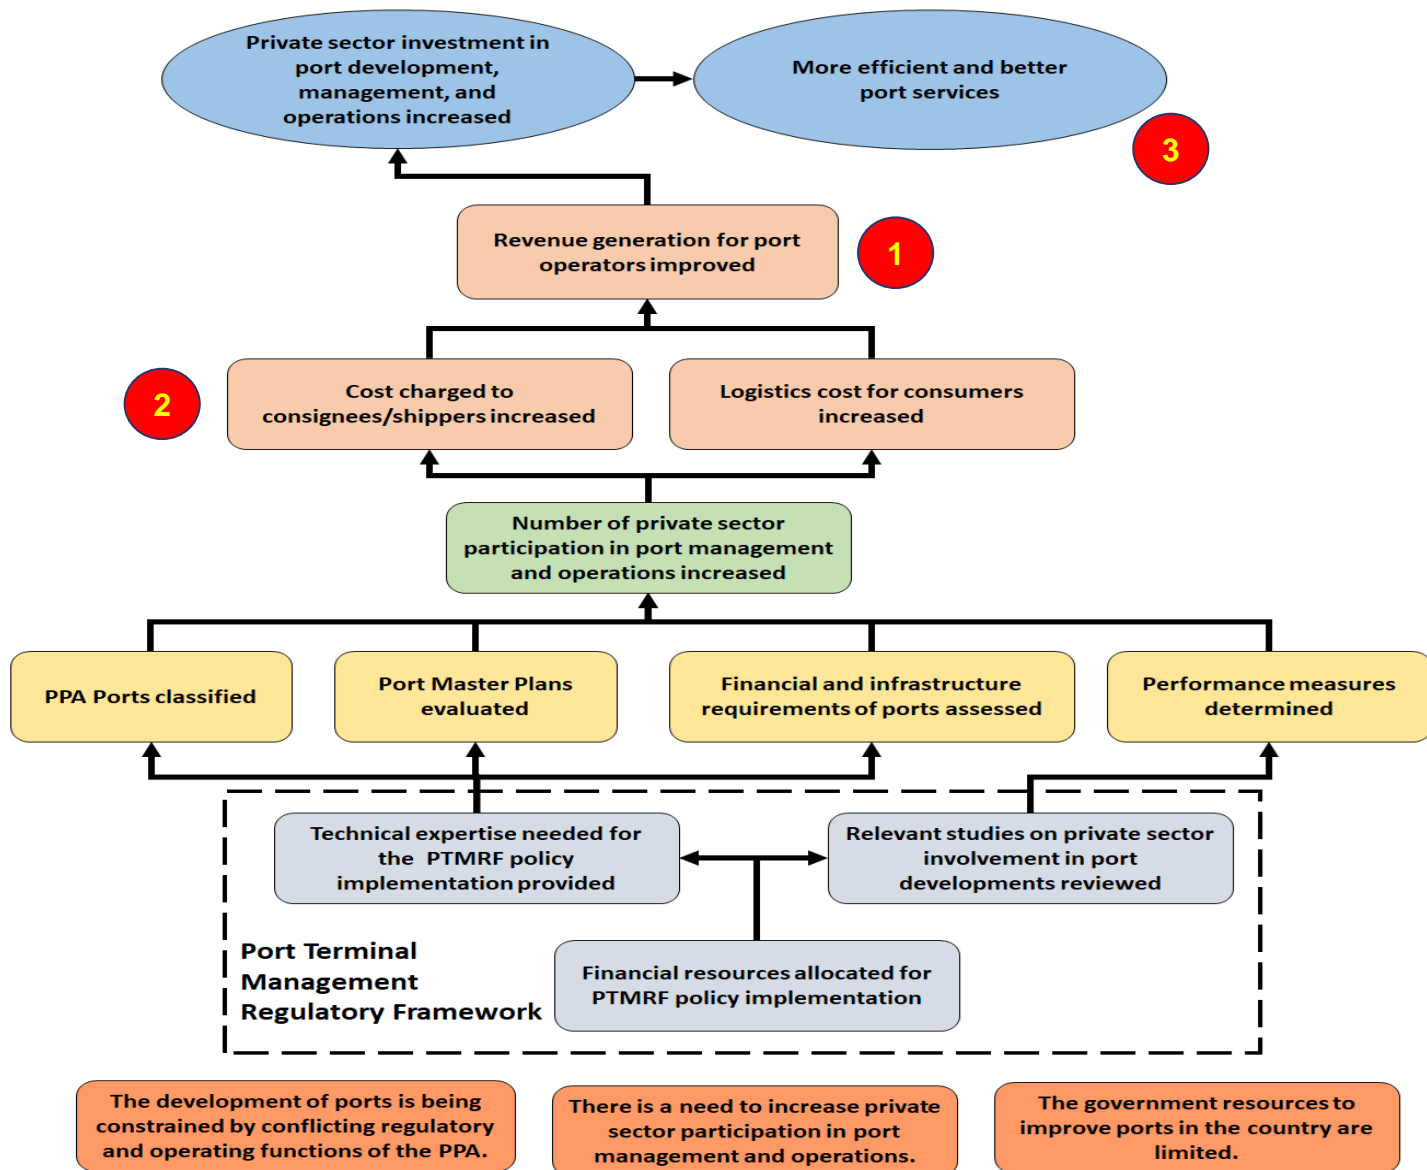 Private sector investment in
port development,
management, and
operations increased
More efficient and better
port services
3
Revenue generation for port
operators improved
1
2
Cost charged to
consignees/shippers increased
Logistics cost for consumers
increased
Number of private sector
participation in port management
and operations increased
PPA Ports classified
Port Master Plans
evaluated
Financial and infrastructure
requirements of ports assessed
Performance measures
determined
Technical expertise needed for
the PTMRF policy
implementation provided
Relevant studies on private sector
involvement in port
developments reviewed
Port Terminal
Management
Regulatory Framework
Financial resources allocated for
PTMRF policy implementation
The development of ports is being
constrained by conflicting regulatory
and operating functions of the PPA.
There is a need to increase private
sector participation in port
management and operations.
The government resources to
improve ports in the country are
limited.